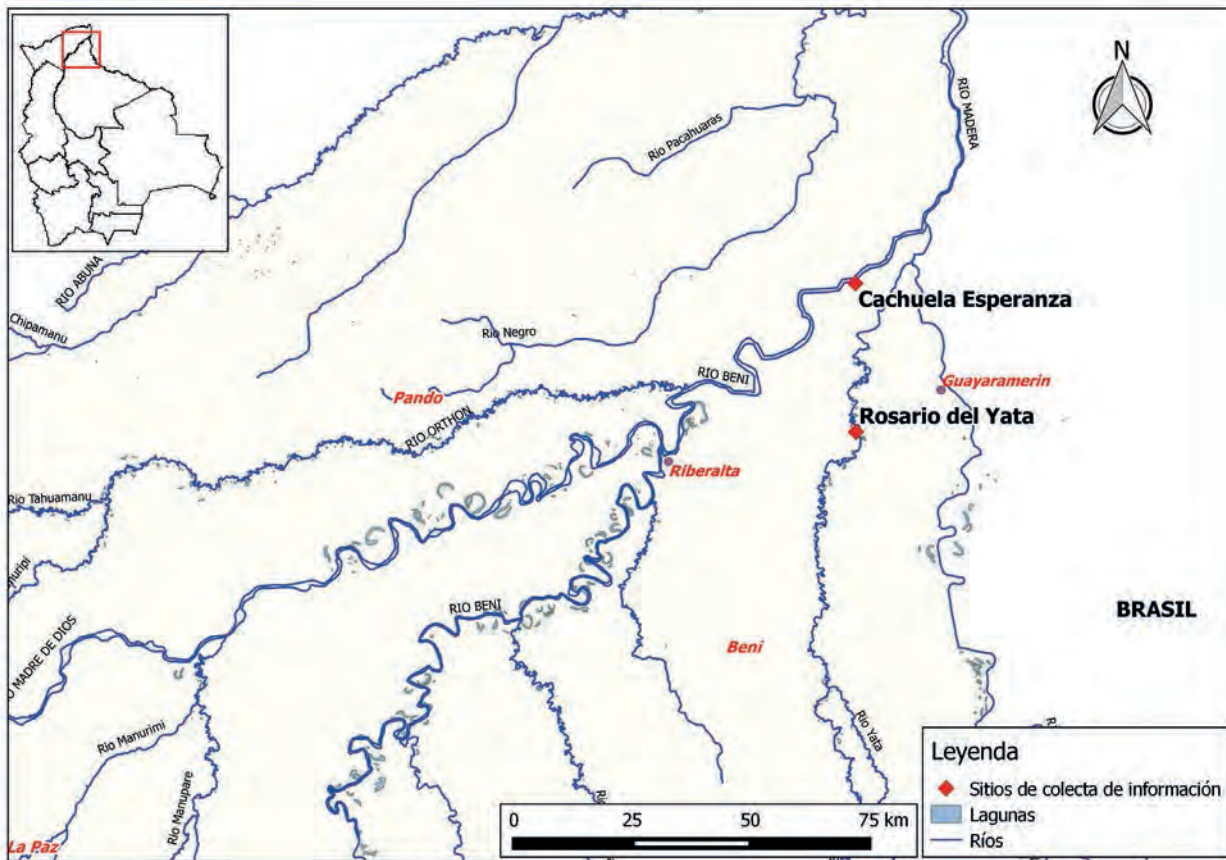 N
RIO MADERA
Rio Pacahuaras
RIO ABUNA
Chipamanu
Cachuela Esperanza
Rio Negro
RIO BENI
Pando
Guayaramerin
RIO ORTHON
Rosario del Yata
Riberalta
Rio Tahuamanu
RIO BENI
BRASIL
MADRE DE DIOS
Beni
Rio Manurimi
Rio Yata
Rio Manupare
La Paz
Leyenda
Sitios de colecta de información
Lagunas
Ríos
0 25 50 75 km